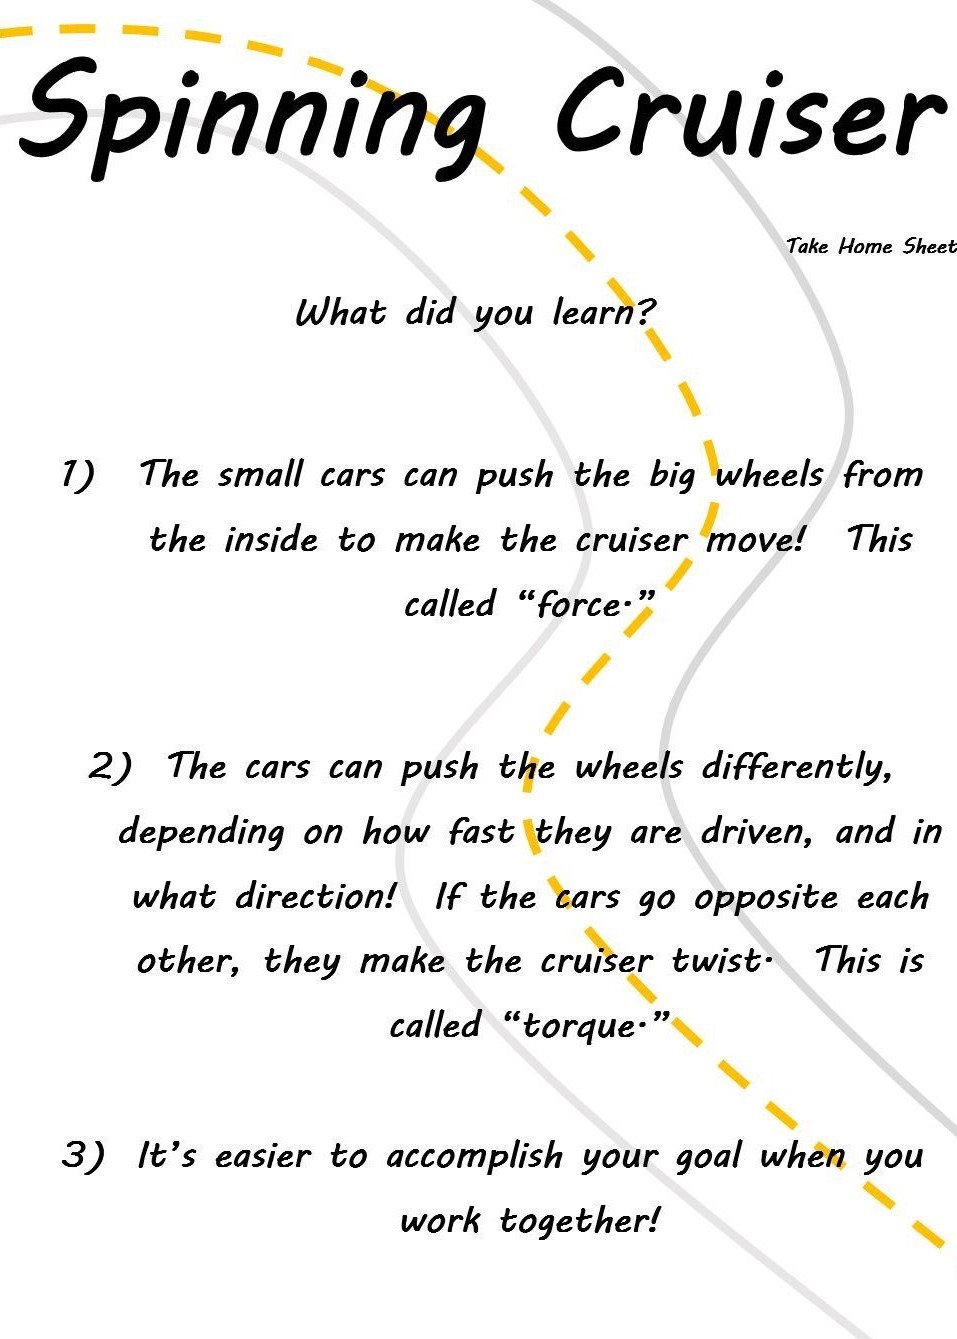 Spinning Cruiser
Take Home Sheet
What did you learn?
1) The small cars can push the big wheels from
the inside to make the cruiser move! This
called “force.”
2) The cars can push the wheels differently,
depending on how fast they are driven, and in
what direction! If the cars go opposite each
other, they make the cruiser twist. This is
called “torque.”
3) It’s easier to accomplish your goal when you
work together!